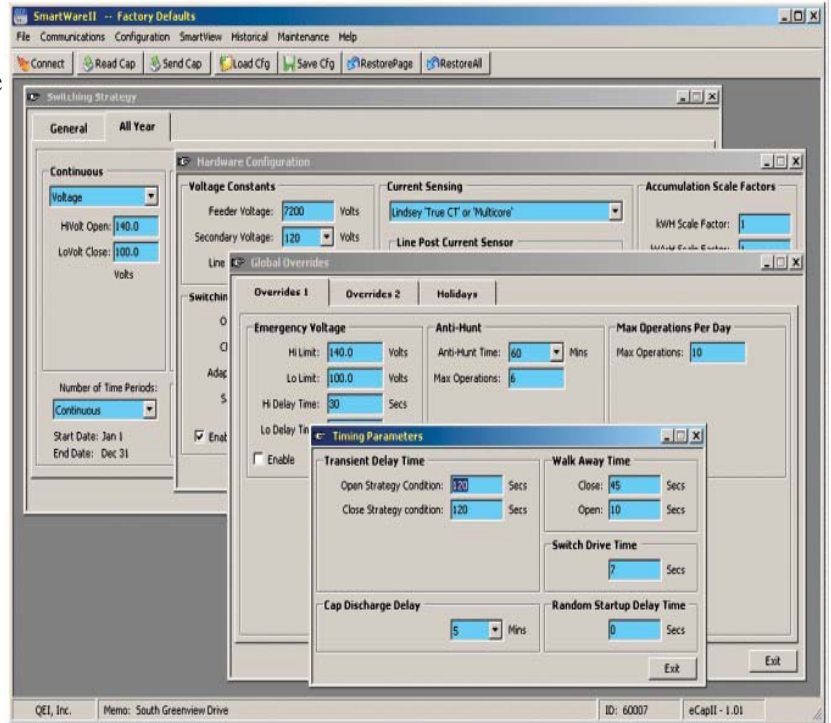 SmartWareII -- Factory Defaults
File Communications Configuration SmartView Historical Maintenance Help
Connect Read Cap Send Cap Load Cfg Save Cfg RestorePage RestoreAll
Switching Strategy
General All Year
Continuous
Voltage
HiVolt Open: 140.0
LoVolt Close: 100.0
Volts
Number of Time Periods:
Continuous
Start Date: Jan 1
End Date: Dec 31
Hardware Configuration
Voltage Constants
Feeder Voltage: 7200 Volts
Secondary Voltage: 120 Volts
Line
Current Sensing
Lindsey 'True CT' or 'Multicore'
Line Post Current Sensor
Accumulation Scale Factors
kWH Scale Factor: 1
Global Overrides
Overrides 1 Overrides 2 Holidays
Emergency Voltage
Hi Limit: 140.0 Volts
Lo Limit: 100.0 Volts
Hi Delay Time: 30 Secs
Lo Delay Tim
Enable
Anti-Hunt
Anti-Hunt Time: 60 Mins
Max Operations: 6
Max Operations Per Day
Max Operations: 10
Timing Parameters
Transient Delay Time
Open Strategy Condtion: 120 Secs
Close Strategy condtion: 120 Secs
Walk Away Time
Close: 45 Secs
Open: 10 Secs
Switch Drive Time
7 Secs
Cap Discharge Delay
5 Mins
Random Startup Delay Time
0 Secs
Exit
Exit
QEI, Inc. Memo: South Greenview Drive ID: 60007 eCapII - 1.01